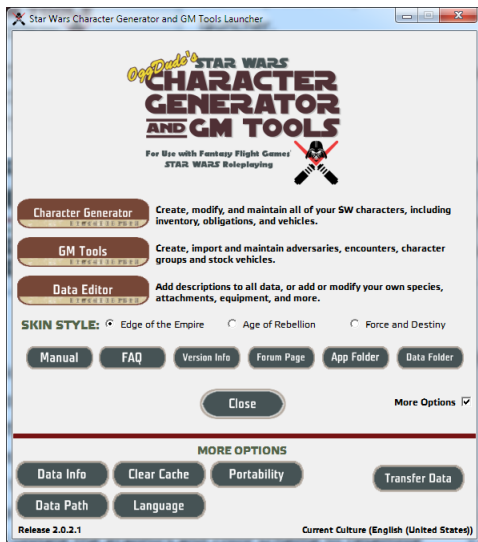 Star Wars Character Generator and GM Tools Launcher
OggDude's STAR WARS
CHARACTER
GENERATOR
AND GM TOOLS
For Use with Fantasy Flight Games'
STAR WARS Roleplaying
Character Generator
Create, modify, and maintain all of your SW characters, including
inventory, obligations, and vehicles.
GM Tools
Create, import and maintain adversaries, encounters, character
groups and stock vehicles.
Data Editor
Add descriptions to all data, or add or modify your own species,
attachments, equipment, and more.
SKIN STYLE: Edge of the Empire Age of Rebellion Force and Destiny
Manual FAQ Version Info Forum Page App Folder Data Folder
Close More Options
MORE OPTIONS
Data Info Clear Cache Portability Transfer Data
Data Path Language
Release 2.0.2.1 Current Culture (English (United States))